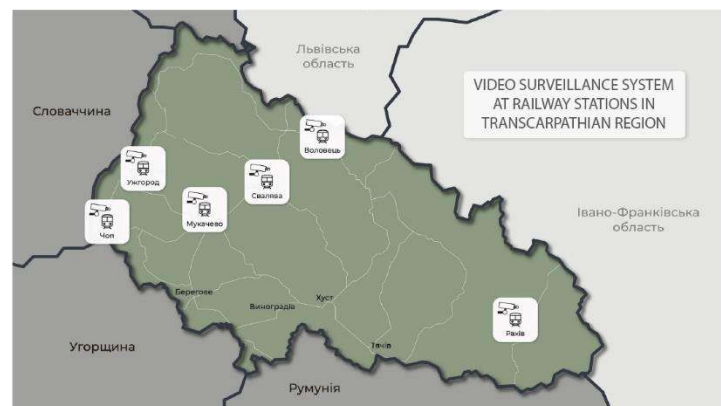 Львівська
область
VIDEO SURVEILLANCE SYSTEM
AT RAILWAY STATIONS IN
TRANSCARPATHIAN REGION
Словаччина
Воловець
Ужгород
Свалява
Мукачево
Чоп
Івано-Франківська
область
Берегове
Виноградів
Хуст
Рахів
Тячів
Угорщина
Румунія